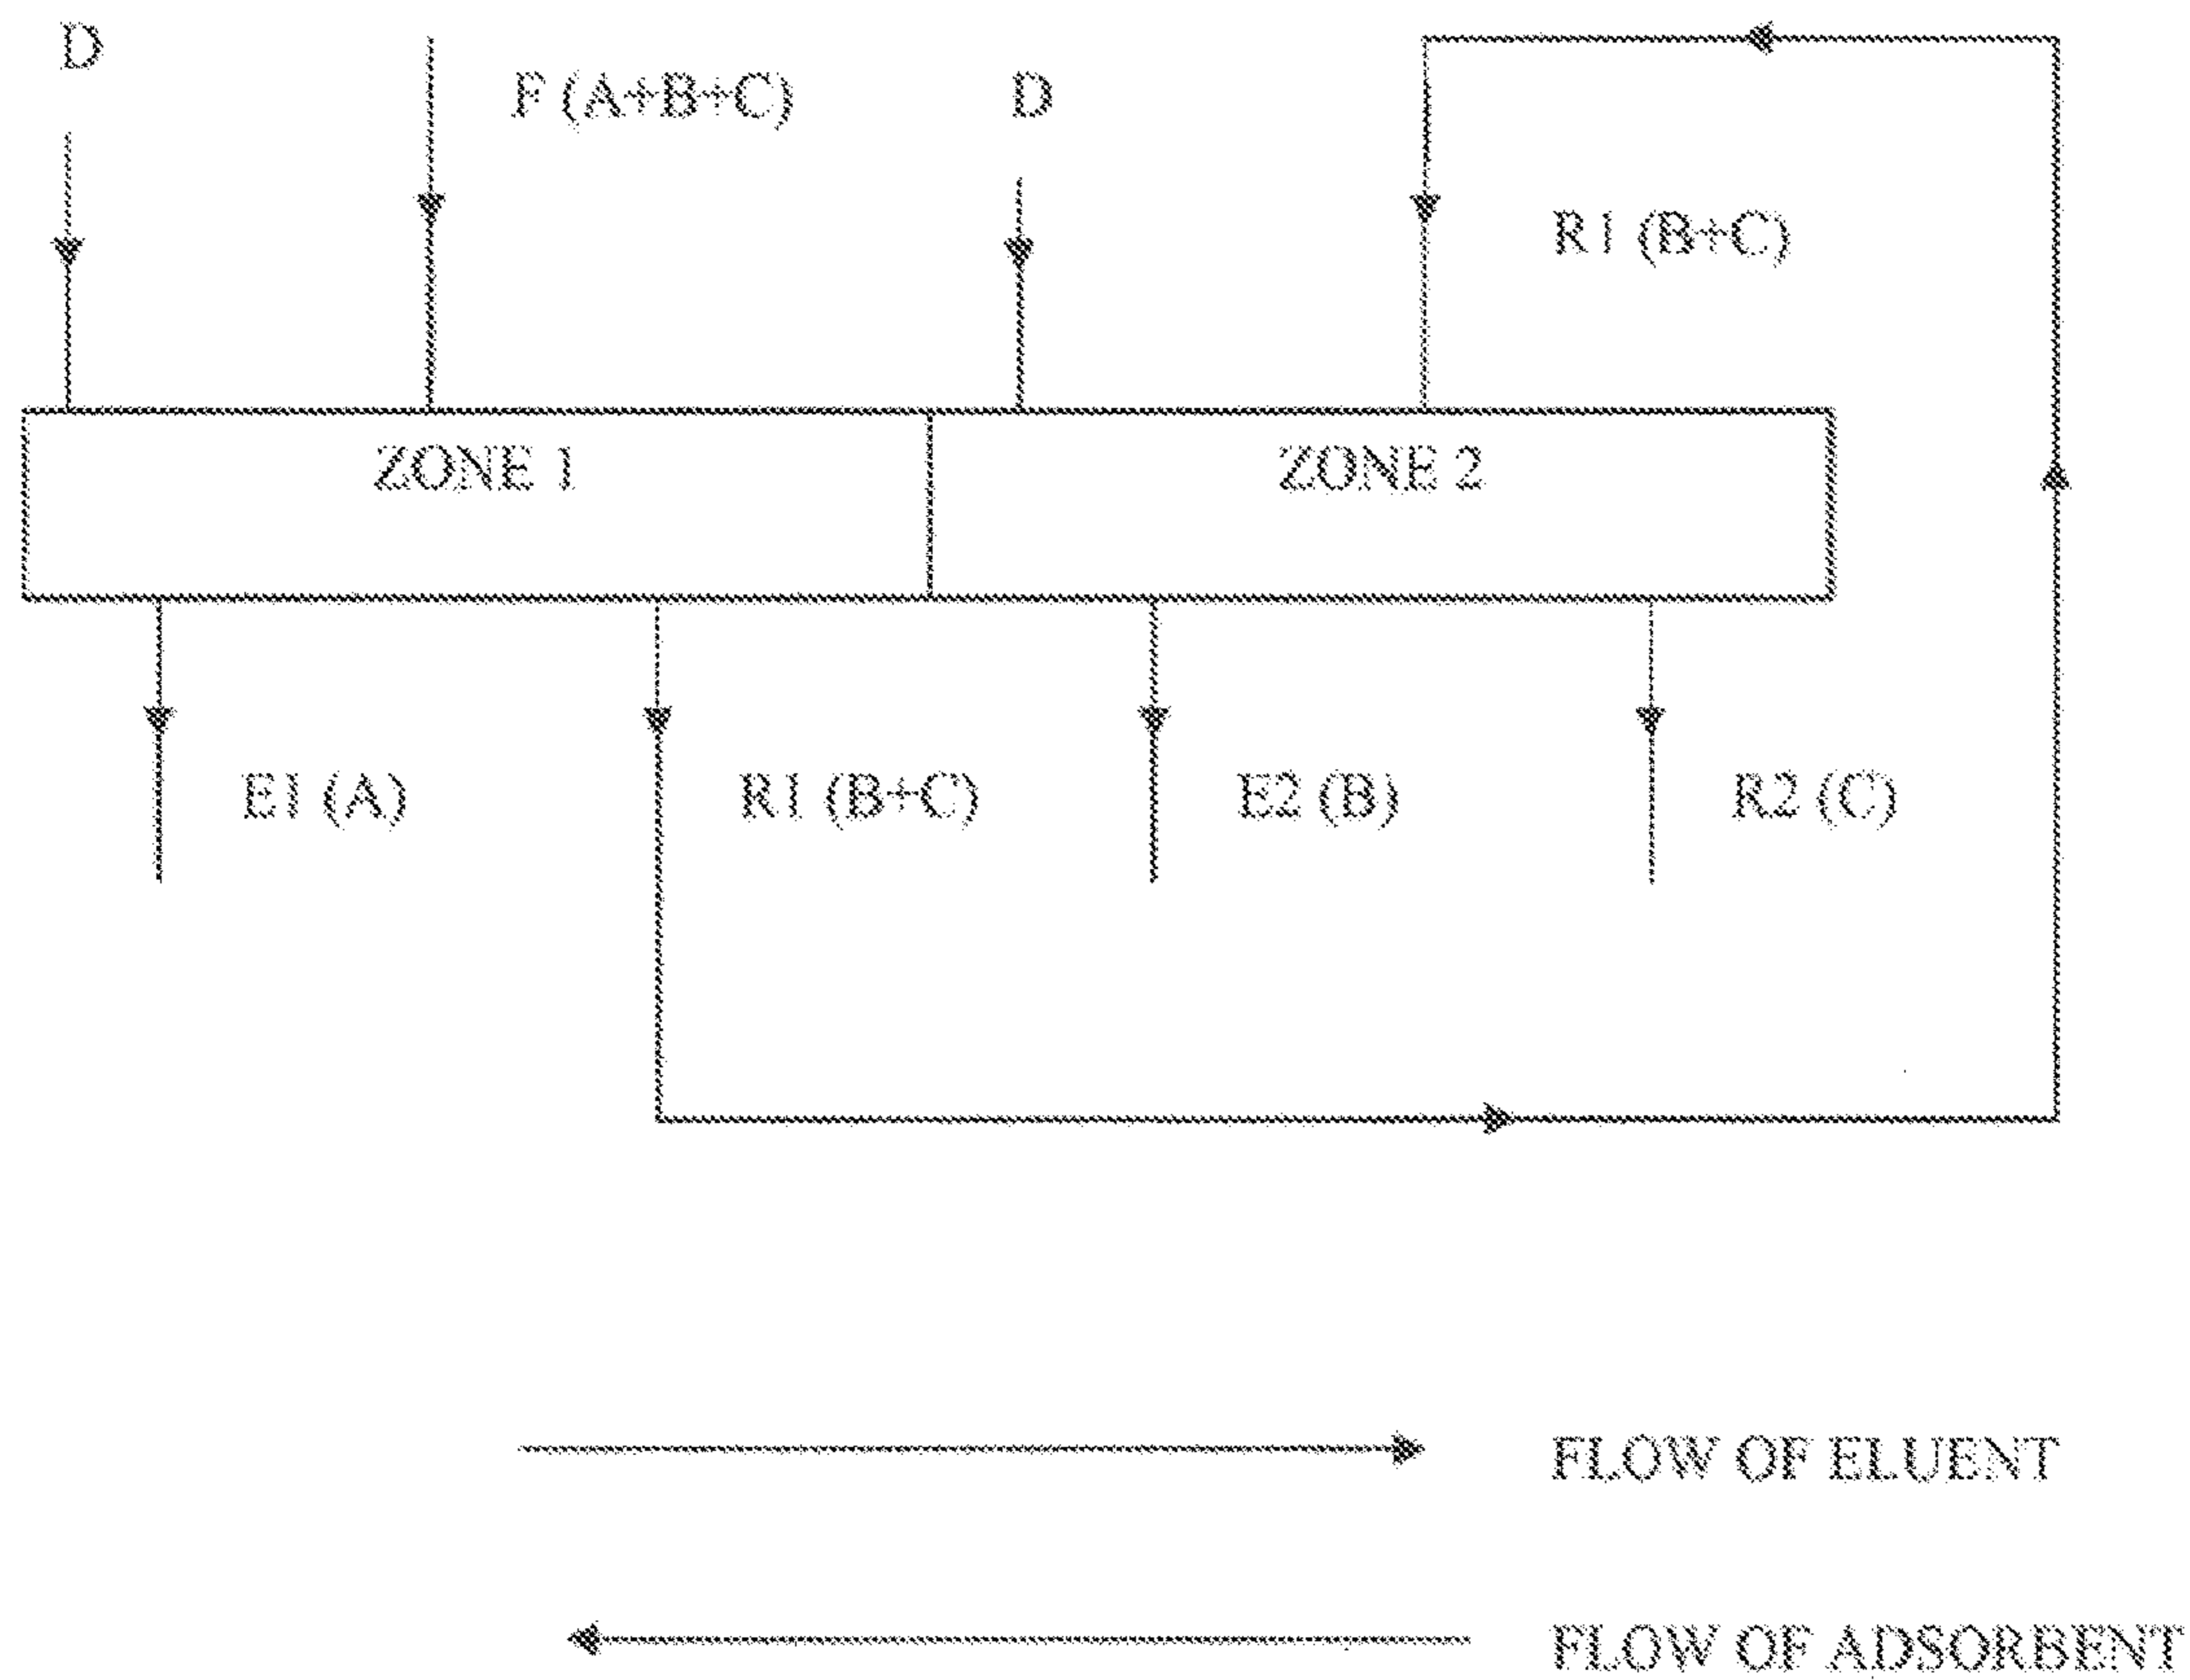 D
F (A+B+C)
D
R1 (B+C)
ZONE 1
ZONE 2
E1 (A)
R1 (B+C)
E2 (B)
R2 (C)
FLOW OF ELUENT
FLOW OF ADSORBENT